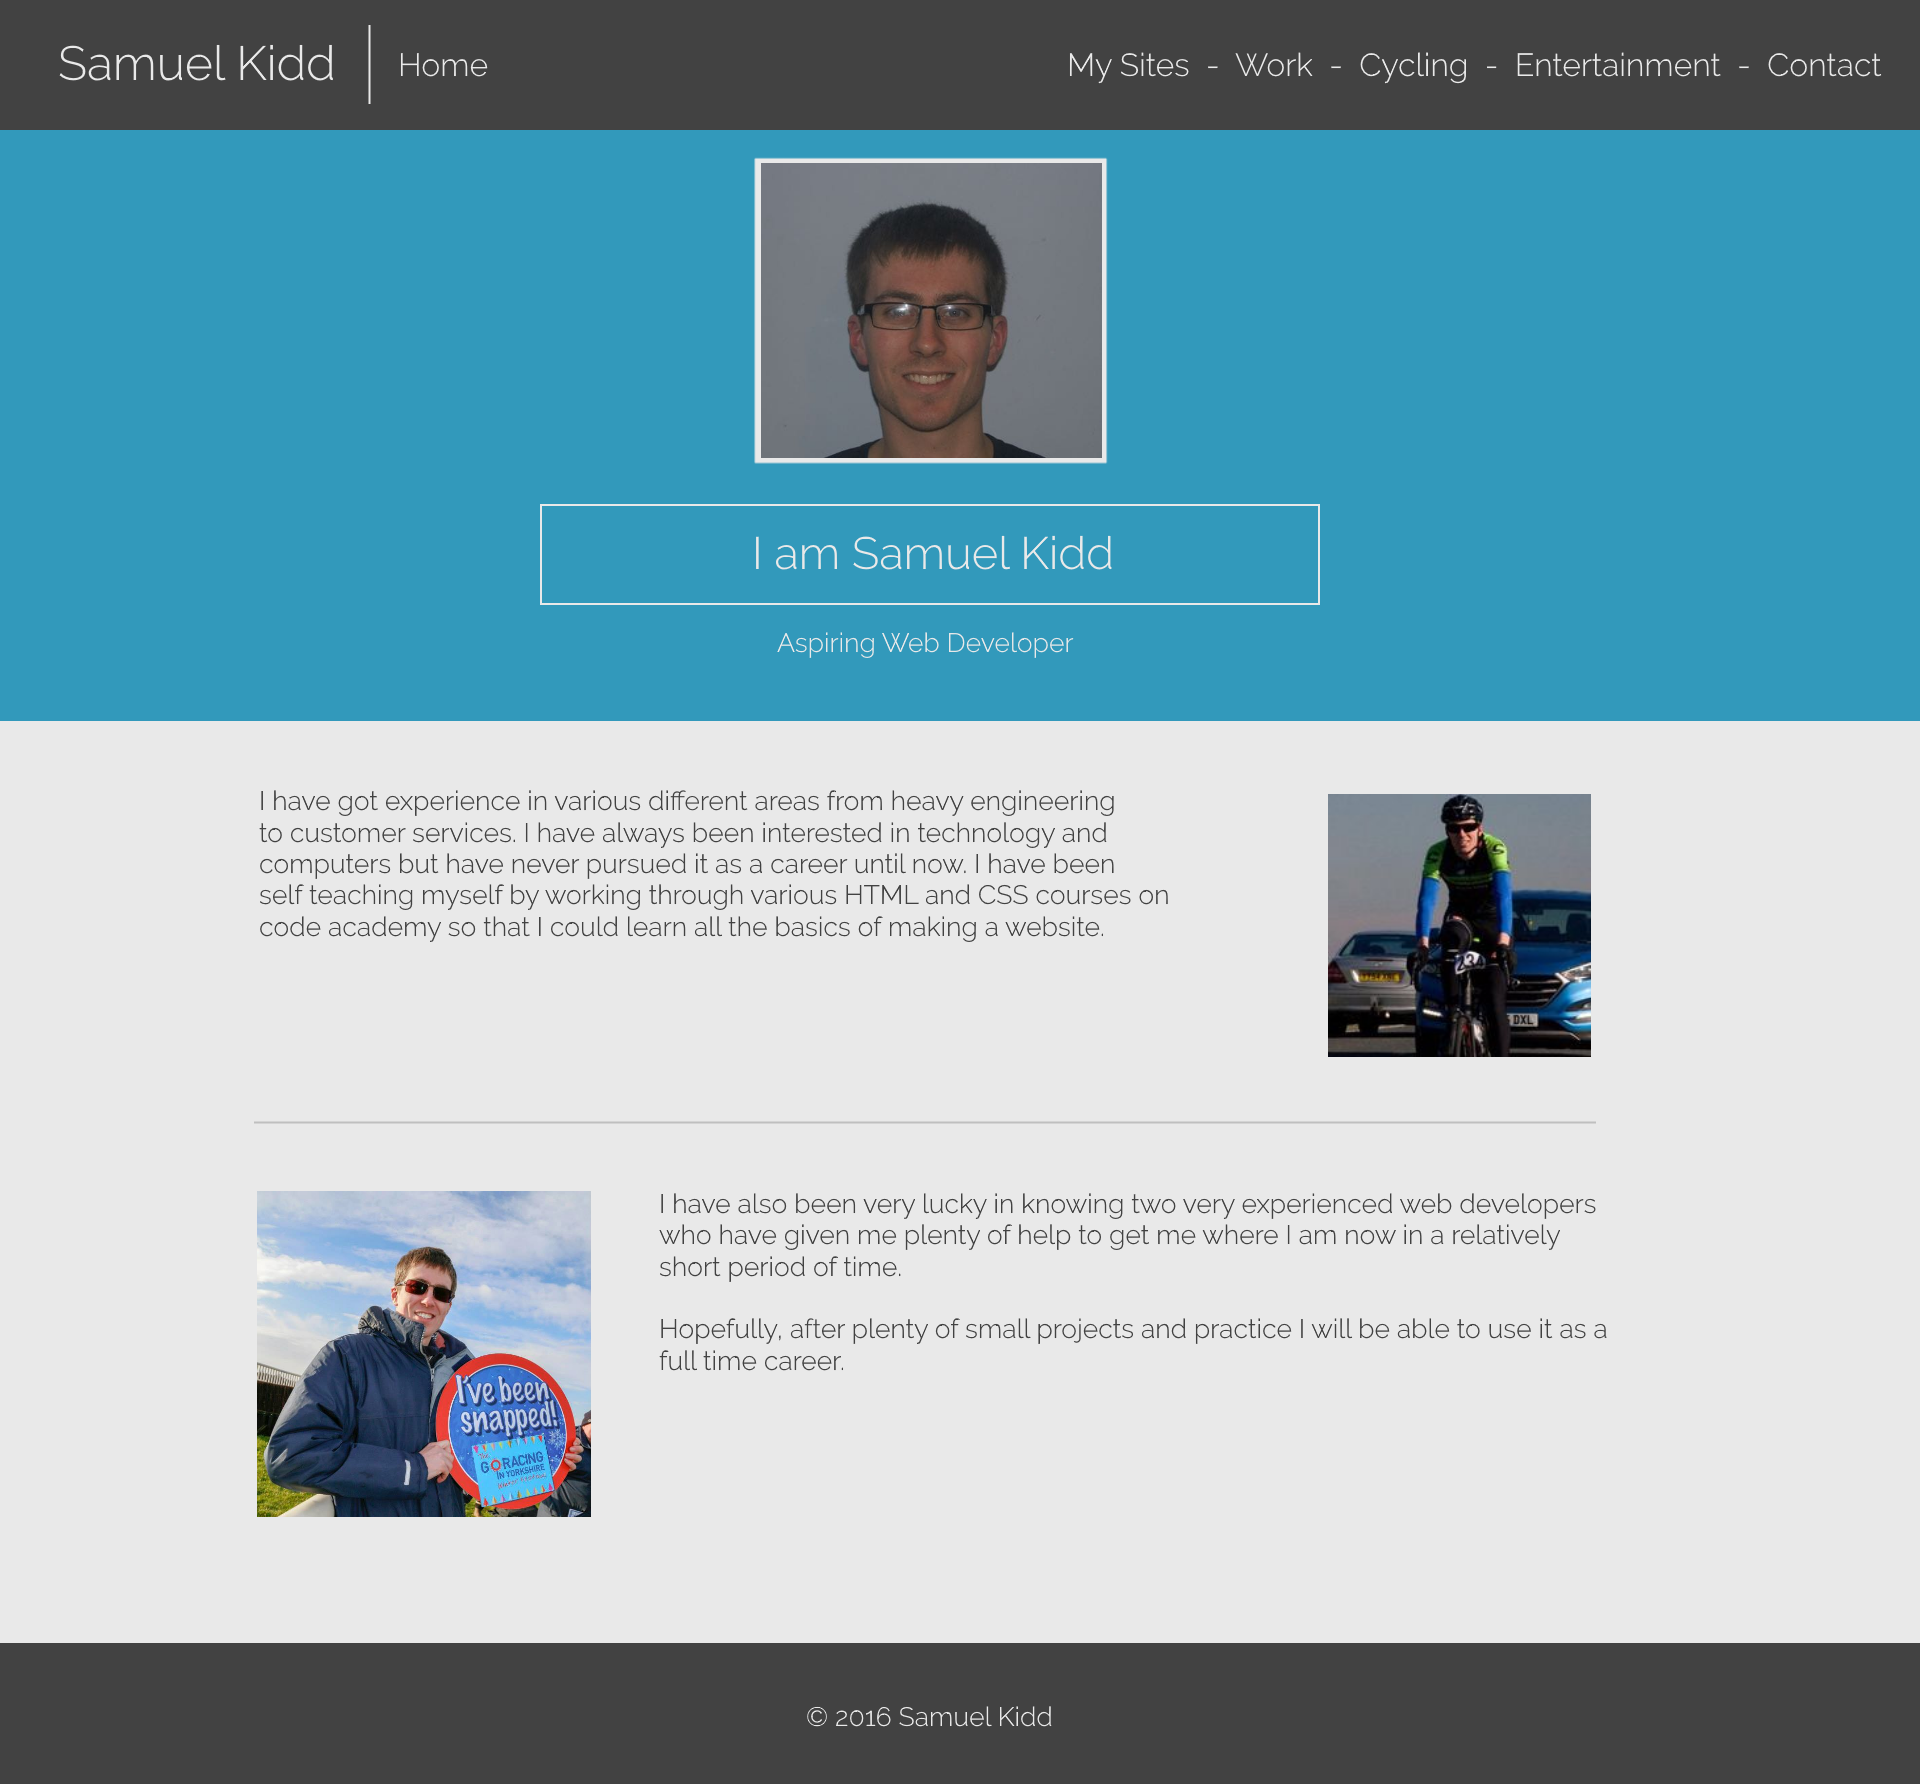 Samuel Kidd
Home
My Sites - Work - Cycling - Entertainment - Contact
I am Samuel Kidd
Aspiring Web Developer
I have got experience in various different areas from heavy engineering
to customer services. I have always been interested in technology and
computers but have never pursued it as a career until now. I have been
self teaching myself by working through various HTML and CSS courses on
code academy so that I could learn all the basics of making a website.
234
DXL
I have also been very lucky in knowing two very experienced web developers
who have given me plenty of help to get me where I am now in a relatively
short period of time.
Hopefully, after plenty of small projects and practice I will be able to use it as a
full time career.
I've been
snapped!
The
GO RACING
IN YORKSHIRE
© 2016 Samuel Kidd